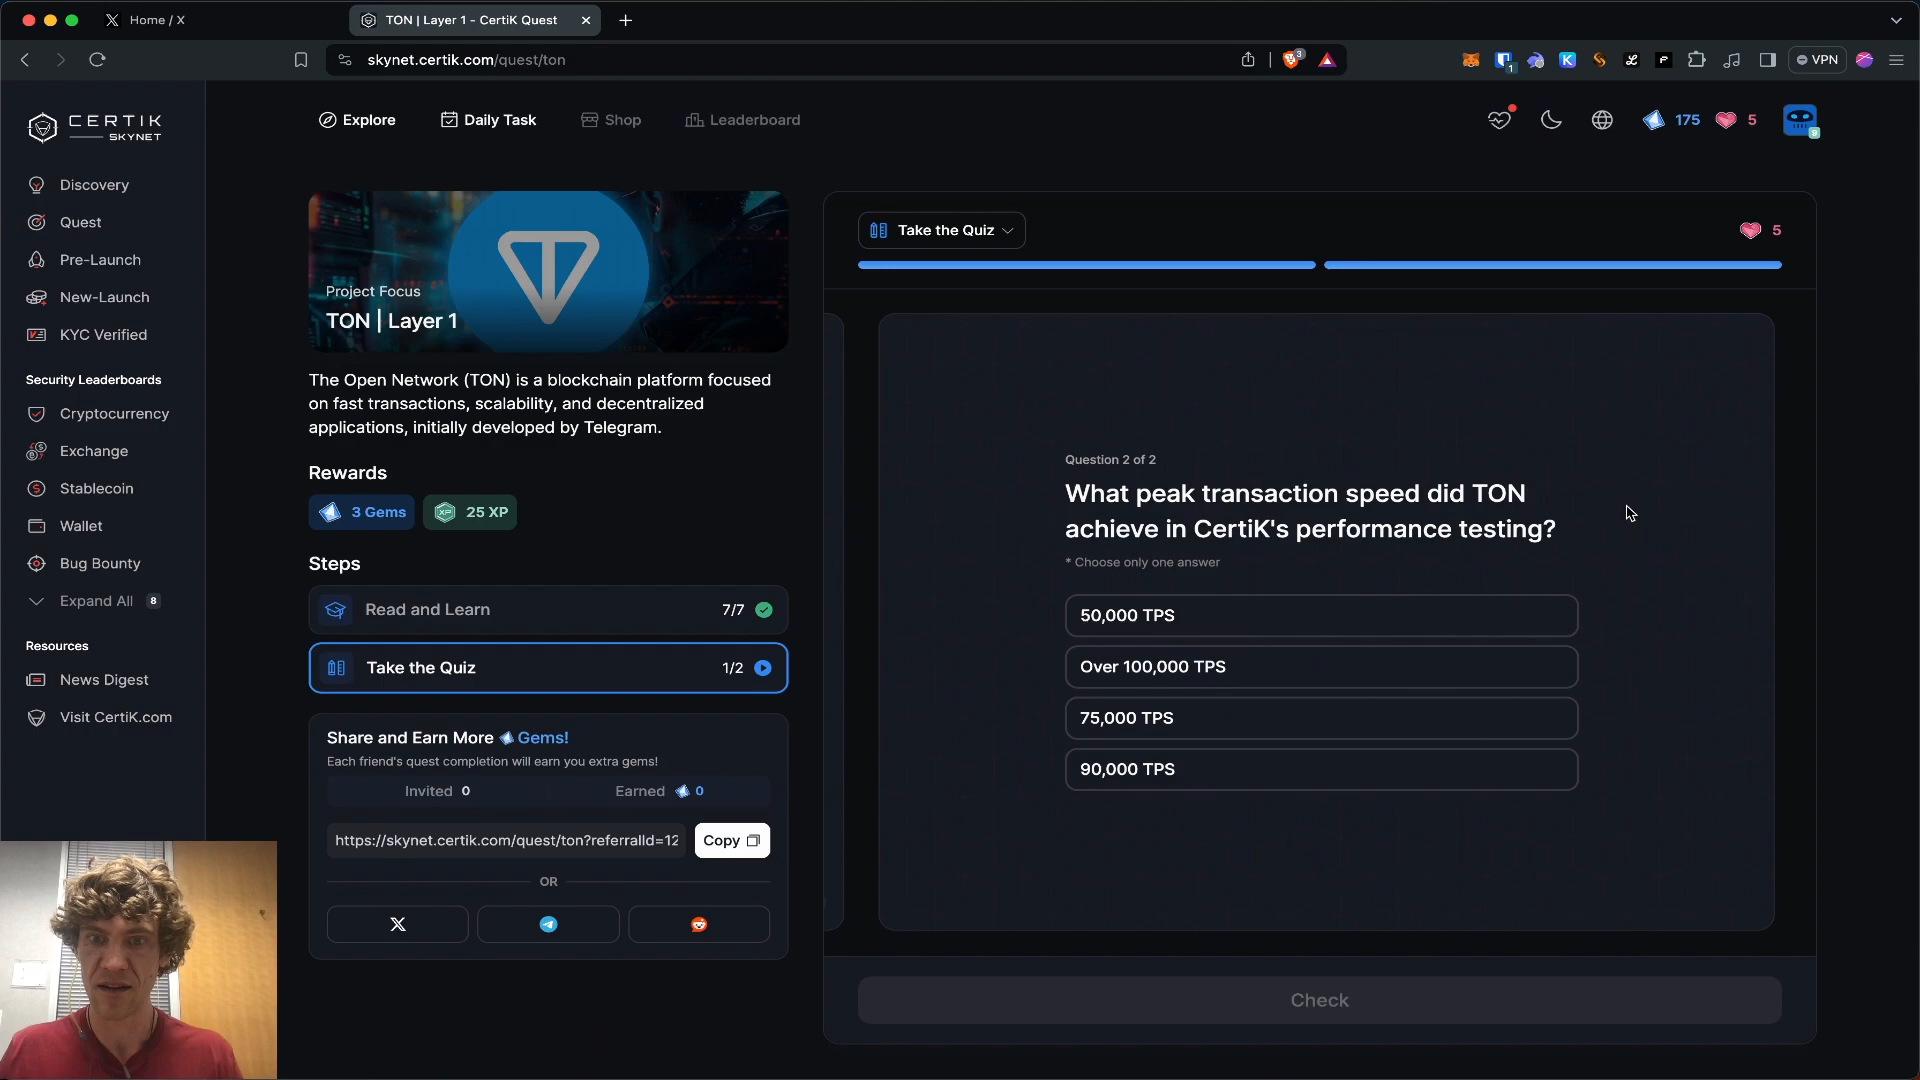 Home / X
TON | Layer 1 - CertiK Quest
skynet.certik.com/quest/ton
3
1
VPN
CERTIK
SKYNET
Explore
Daily Task
Shop
Leaderboard
175
5
9
Discovery
Quest
Pre-Launch
New-Launch
KYC Verified
Security Leaderboards
Cryptocurrency
Exchange
Stablecoin
Wallet
Bug Bounty
Expand All 8
Resources
News Digest
Visit CertiK.com
Project Focus
TON | Layer 1
The Open Network (TON) is a blockchain platform focused
on fast transactions, scalability, and decentralized
applications, initially developed by Telegram.
Rewards
3 Gems
XP 25 XP
Steps
Read and Learn 7/7
Take the Quiz 1/2
Share and Earn More Gems!
Each friend's quest completion will earn you extra gems!
Invited 0
Earned 0
https://skynet.certik.com/quest/ton?referralId=12
Copy
OR
Take the Quiz
5
Question 2 of 2
What peak transaction speed did TON
achieve in CertiK's performance testing?
* Choose only one answer
50,000 TPS
Over 100,000 TPS
75,000 TPS
90,000 TPS
Check